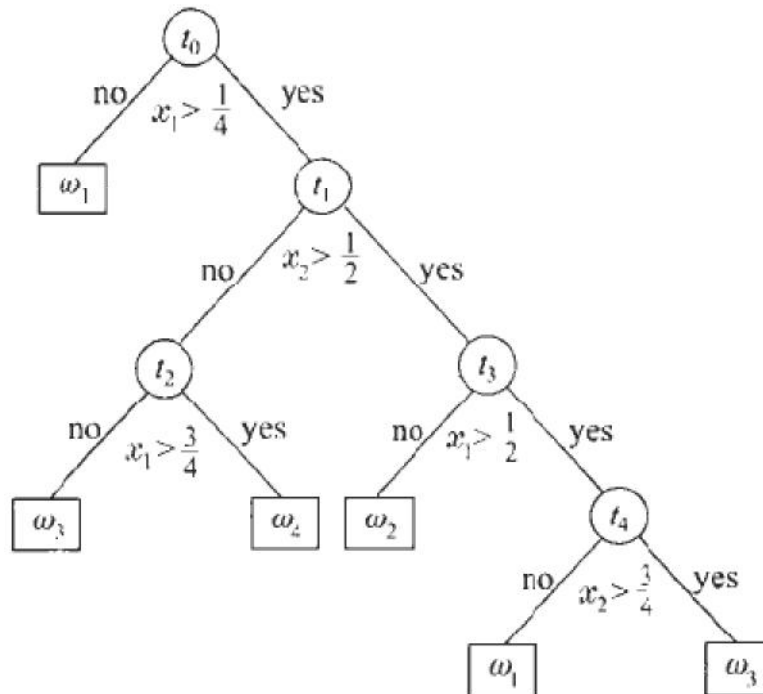 t₀
no x₁ > 1/4 yes
ω₁ t₁
no x₂ > 1/2 yes
t₂ t₃
no x₁ > 3/4 yes no x₁ > 1/2 yes
ω₃ ω₄ ω₂ t₄
no x₂ > 3/4 yes
ω₁ ω₃